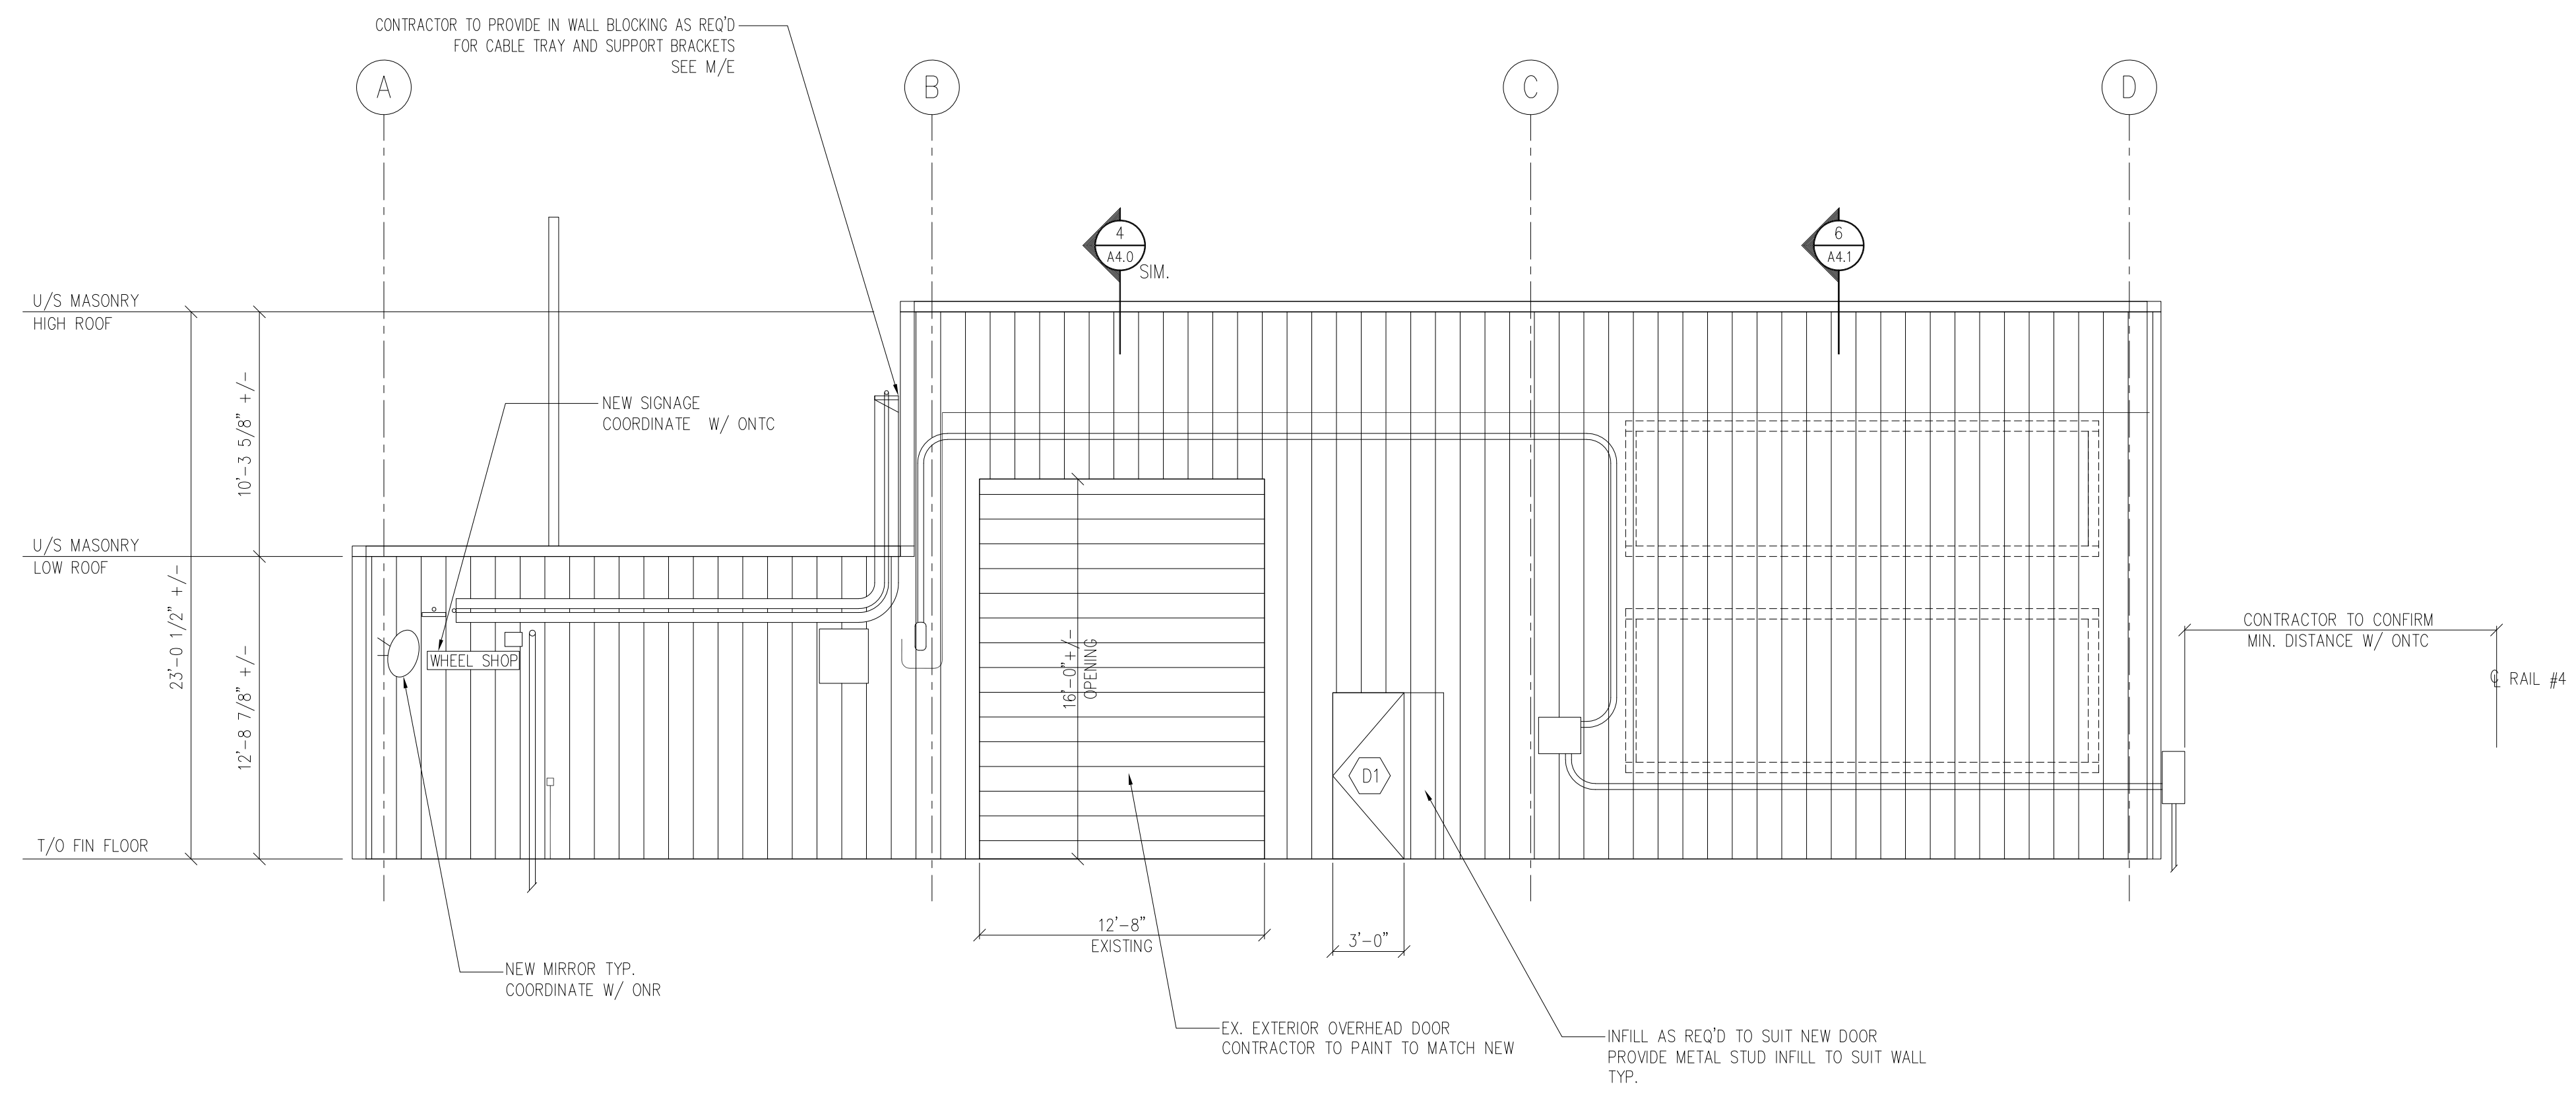 CONTRACTOR TO PROVIDE IN WALL BLOCKING AS REQ'D
FOR CABLE TRAY AND SUPPORT BRACKETS
SEE M/E
A
B
C
D
4
A4.0
SIM.
6
A4.1
U/S MASONRY
HIGH ROOF
10'-3 5/8" +/-
NEW SIGNAGE
COORDINATE W/ ONTC
U/S MASONRY
LOW ROOF
23'-0 1/2" +/-
12'-8 7/8" +/-
WHEEL SHOP
16'-0"+/-
OPENING
CONTRACTOR TO CONFIRM
MIN. DISTANCE W/ ONTC
℄ RAIL #4
D1
T/O FIN FLOOR
12'-8"
EXISTING
3'-0"
NEW MIRROR TYP.
COORDINATE W/ ONR
EX. EXTERIOR OVERHEAD DOOR
CONTRACTOR TO PAINT TO MATCH NEW
INFILL AS REQ'D TO SUIT NEW DOOR
PROVIDE METAL STUD INFILL TO SUIT WALL
TYP.